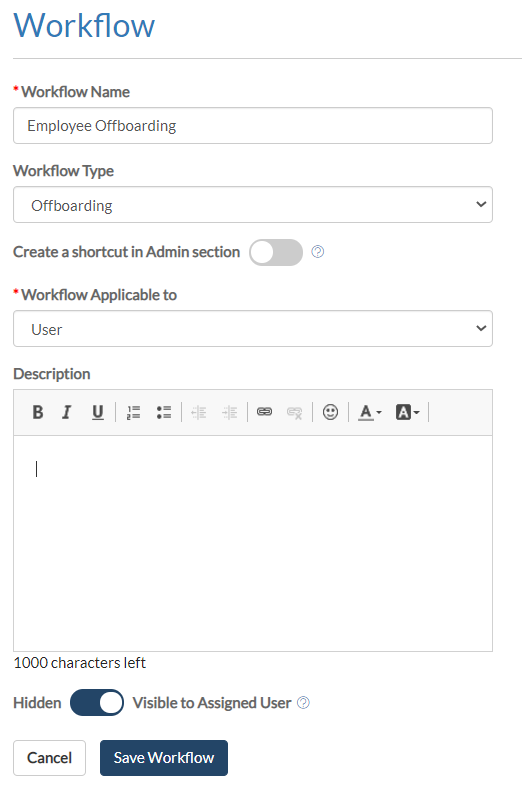 Workflow
* Workflow Name
Employee Offboarding
Workflow Type
Offboarding
Create a shortcut in Admin section ?
* Workflow Applicable to
User
Description
B I U A A
1000 characters left
Hidden Visible to Assigned User ?
Cancel Save Workflow